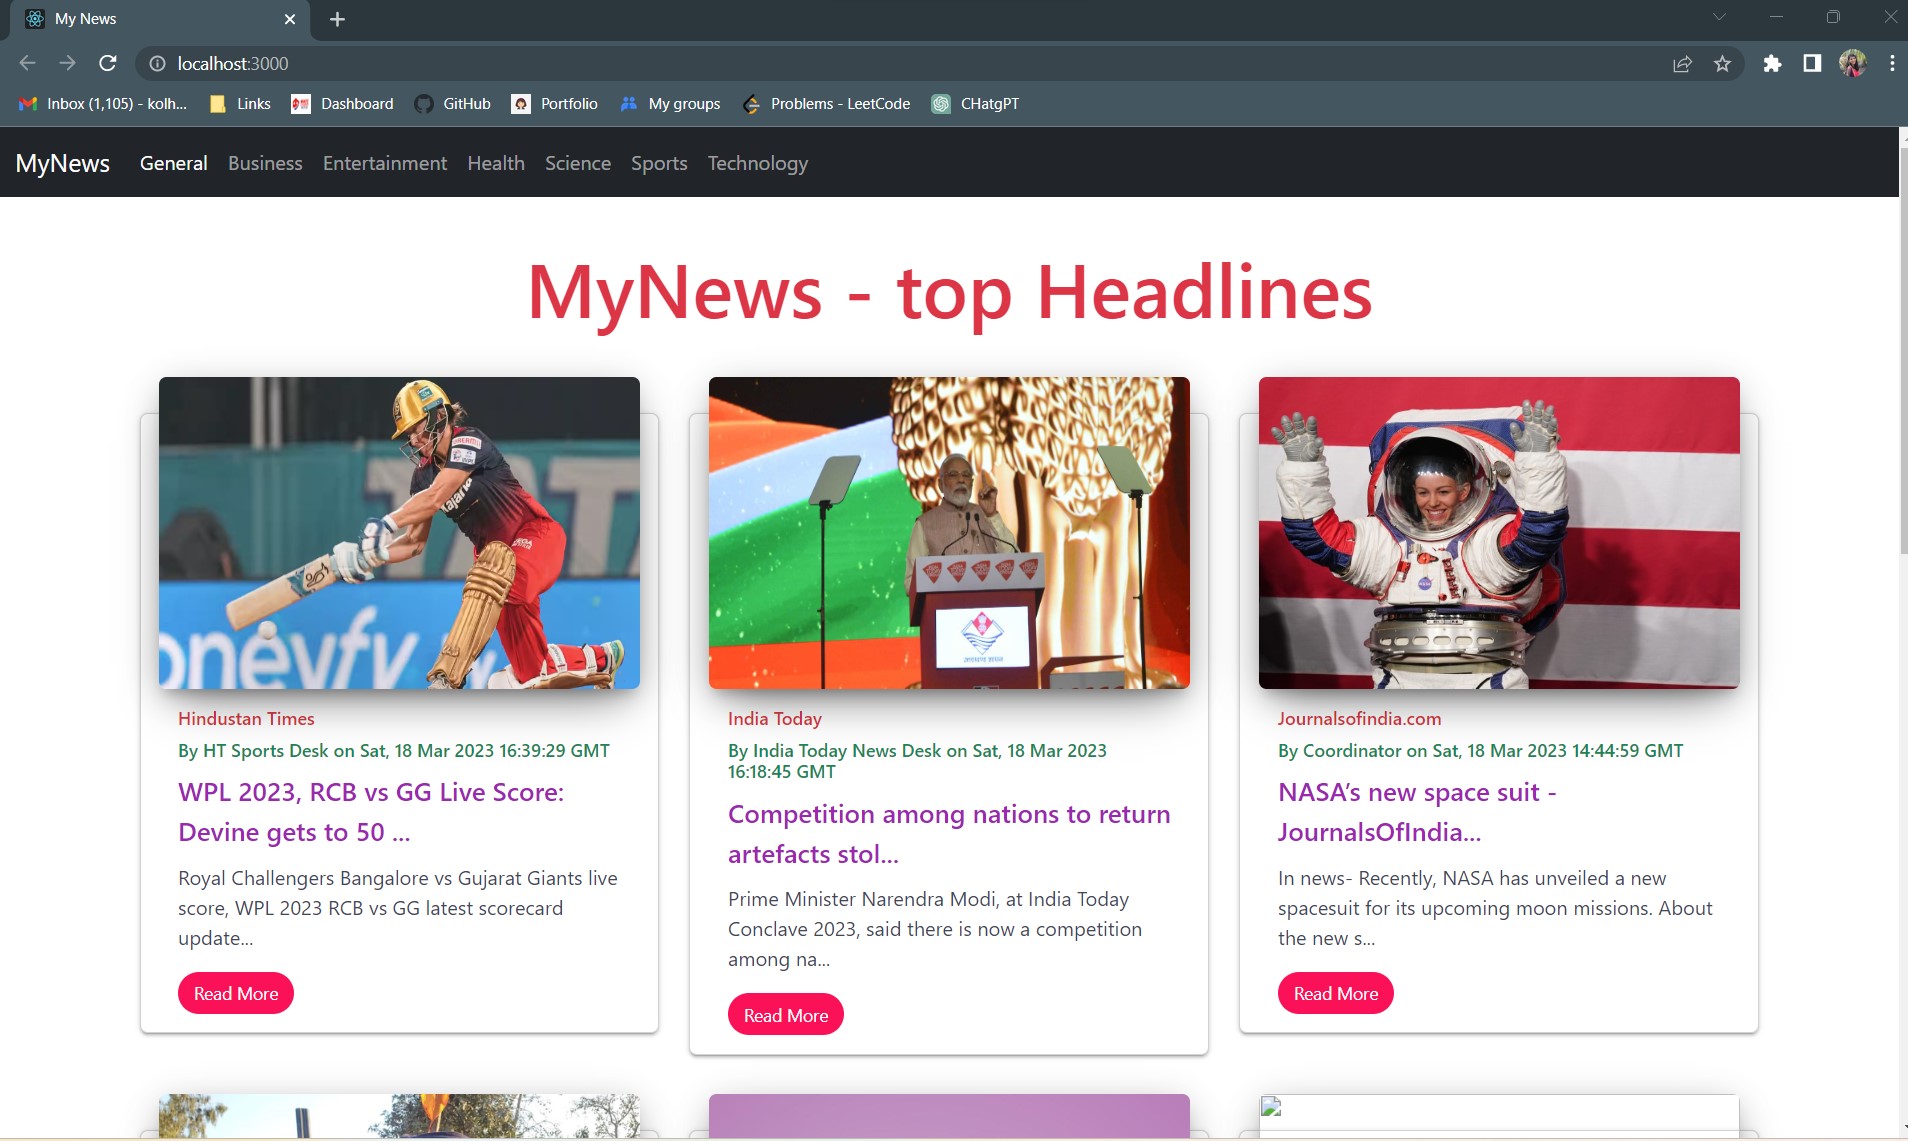 My News
localhost:3000
Inbox (1,105) - kolh... Links Dashboard GitHub Portfolio My groups Problems - LeetCode CHatgPT
MyNews General Business Entertainment Health Science Sports Technology
MyNews - top Headlines
Hindustan Times
By HT Sports Desk on Sat, 18 Mar 2023 16:39:29 GMT
WPL 2023, RCB vs GG Live Score:
Devine gets to 50 ...
Royal Challengers Bangalore vs Gujarat Giants live
score, WPL 2023 RCB vs GG latest scorecard
update...
Read More
India Today
By India Today News Desk on Sat, 18 Mar 2023
16:18:45 GMT
Competition among nations to return
artefacts stol...
Prime Minister Narendra Modi, at India Today
Conclave 2023, said there is now a competition
among na...
Read More
Journalsofindia.com
By Coordinator on Sat, 18 Mar 2023 14:44:59 GMT
NASA’s new space suit -
JournalsOfIndia...
In news- Recently, NASA has unveiled a new
spacesuit for its upcoming moon missions. About
the new s...
Read More